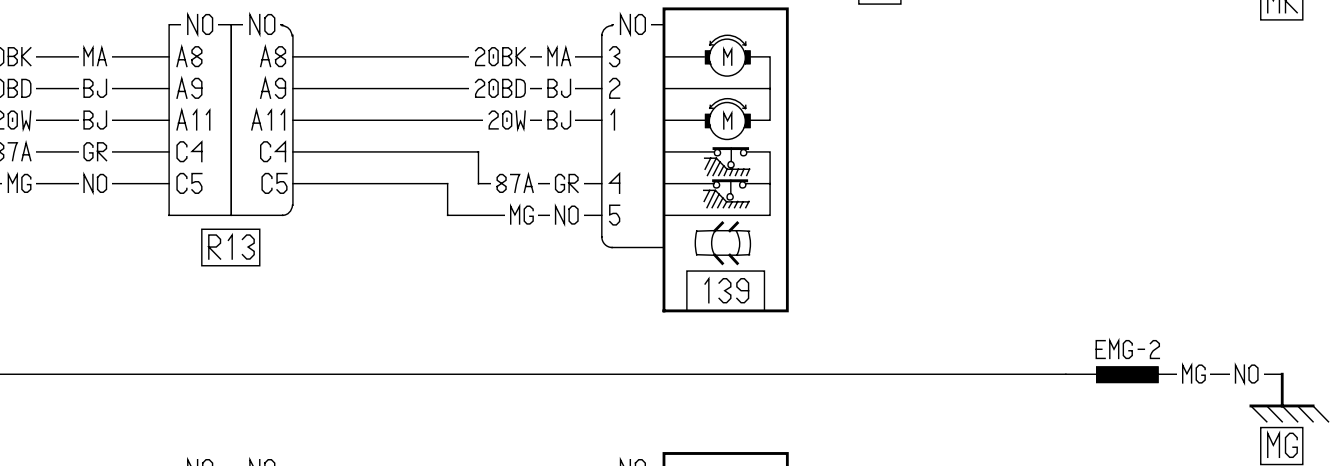 MK
NO NO NO
0BK MA A8 A8 20BK-MA 3 M
0BD BJ A9 A9 20BD-BJ 2
20W BJ A11 A11 20W-BJ 1 M
87A GR C4 C4
MG NO C5 C5 87A-GR 4
MG-NO 5
R13
139
EMG-2
MG NO
MG
NO NO NO